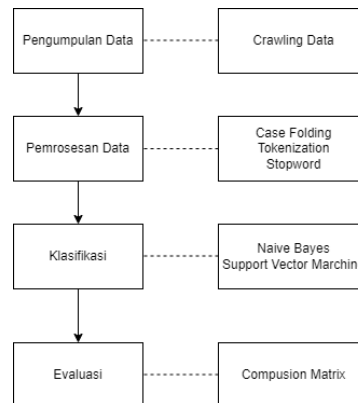 Pengumpulan Data
Crawling Data
Pemrosesan Data
Case Folding
Tokenization
Stopword
Klasifikasi
Naive Bayes
Support Vector Marchin
Evaluasi
Compusion Matrix